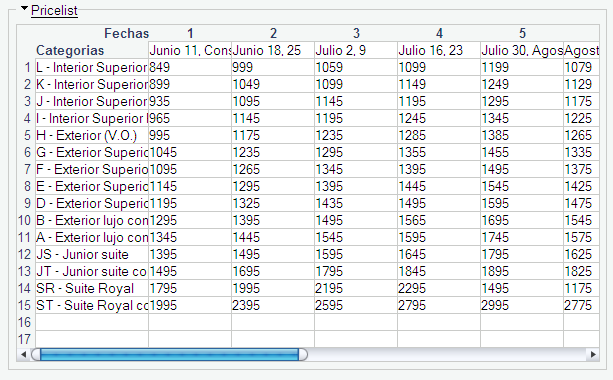 Pricelist
Fechas 1 2 3 4 5
Categorias Junio 11, Cons Junio 18, 25 Julio 2, 9 Julio 16, 23 Julio 30, Agos Agost
1 L - Interior Superior 849 999 1059 1099 1199 1079
2 K - Interior Superior 899 1049 1099 1149 1249 1129
3 J - Interior Superior 935 1095 1145 1195 1295 1175
4 I - Interior Superior 965 1145 1195 1245 1345 1225
5 H - Exterior (V.O.) 995 1175 1235 1285 1385 1265
6 G - Exterior Superio 1045 1235 1295 1355 1455 1335
7 F - Exterior Superio 1095 1265 1345 1395 1495 1375
8 E - Exterior Superio 1145 1295 1395 1445 1545 1425
9 D - Exterior Superio 1195 1325 1435 1495 1595 1475
10 B - Exterior lujo con 1295 1395 1495 1565 1695 1545
11 A - Exterior lujo con 1345 1445 1545 1595 1745 1575
12 JS - Junior suite 1395 1495 1595 1645 1795 1625
13 JT - Junior suite co 1495 1695 1795 1845 1895 1825
14 SR - Suite Royal 1895 1995 2195 2295 1495 1175
15 ST - Suite Royal co 1995 2395 2595 2795 2995 2775
16
17